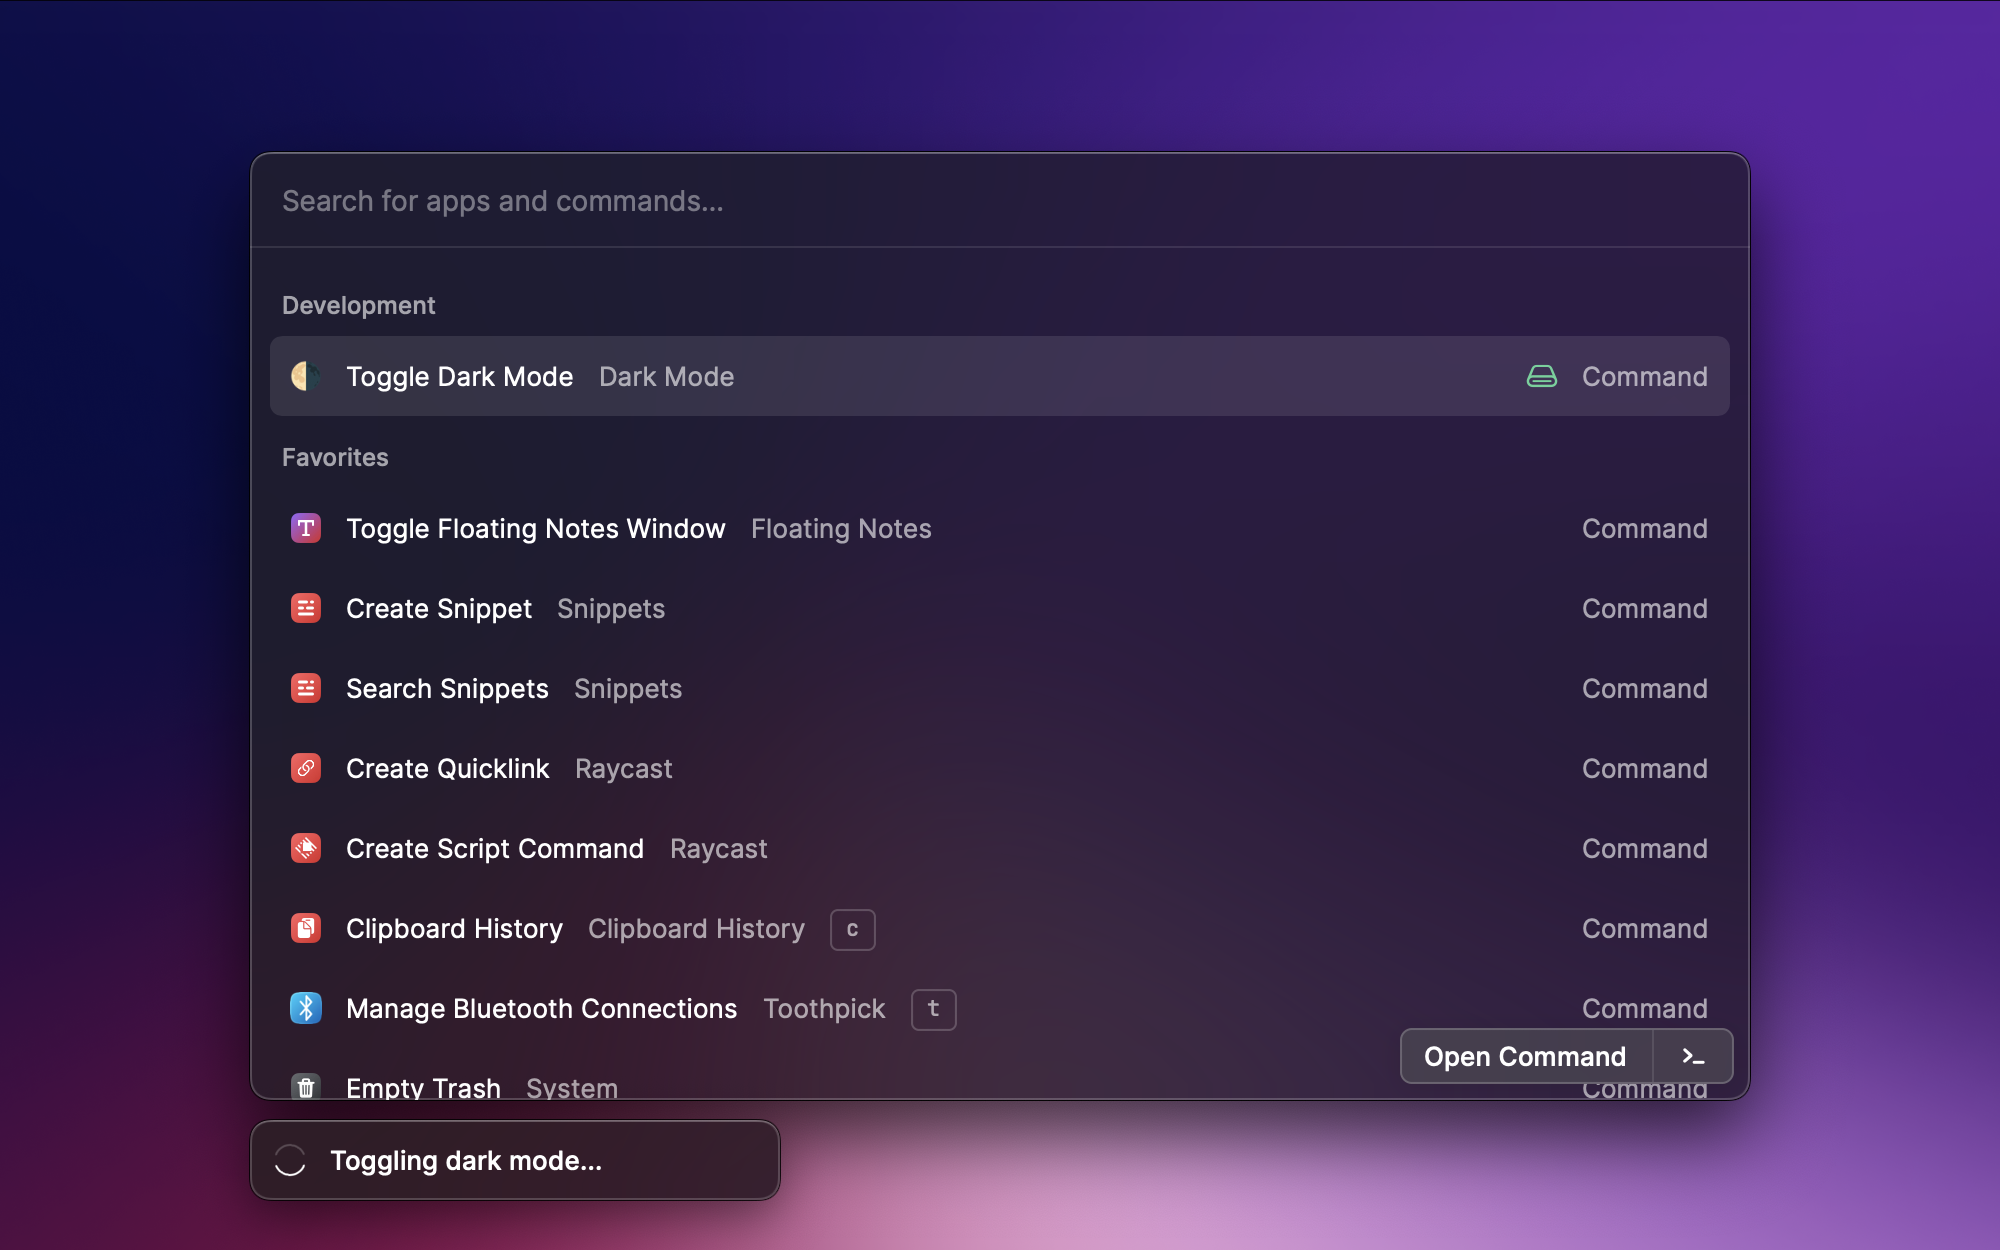 Search for apps and commands...
Development
Toggle Dark Mode Dark Mode Command
Favorites
T Toggle Floating Notes Window Floating Notes Command
Create Snippet Snippets Command
Search Snippets Snippets Command
Create Quicklink Raycast Command
Create Script Command Raycast Command
Clipboard History Clipboard History c Command
Manage Bluetooth Connections Toothpick t Command
Open Command >_
Empty Trash System Command
Toggling dark mode...